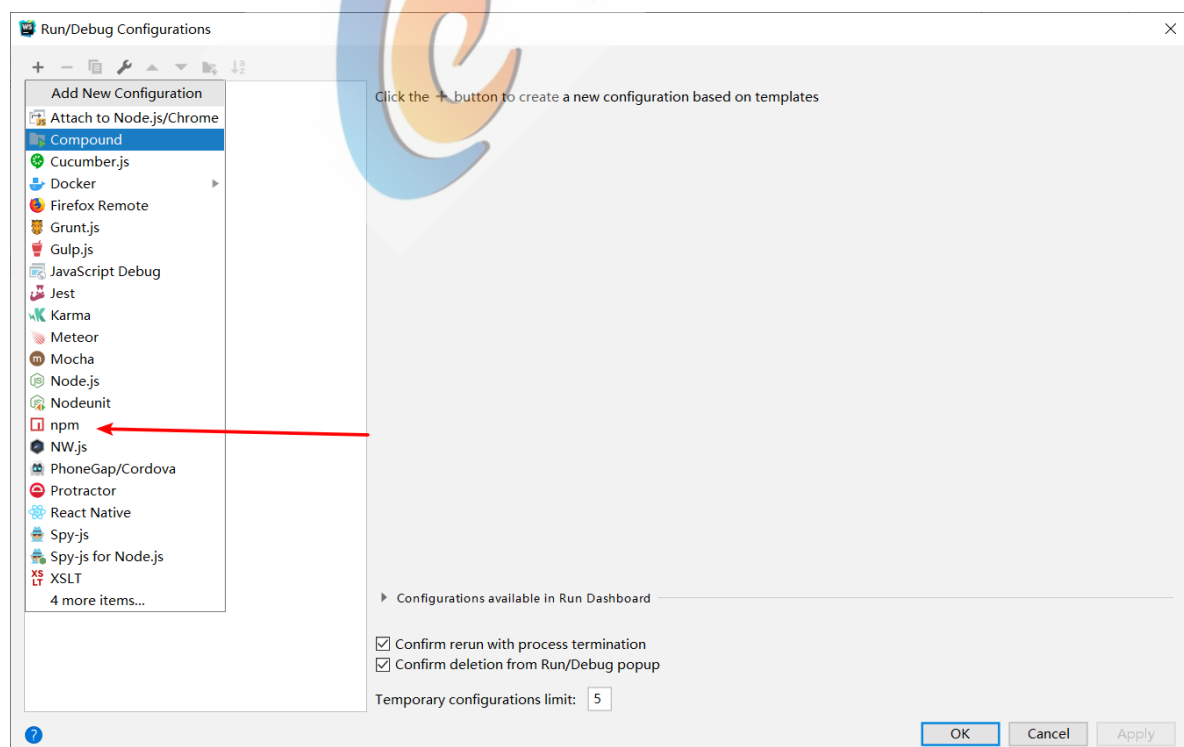 Run/Debug Configurations
Add New Configuration
Click the + button to create a new configuration based on templates
Attach to Node.js/Chrome
Compound
Cucumber.js
Docker
Firefox Remote
Grunt.js
Gulp.js
JavaScript Debug
Jest
Karma
Meteor
Mocha
Node.js
Nodeunit
npm
NW.js
PhoneGap/Cordova
Protractor
React Native
Spy-js
Spy-js for Node.js
XSLT
4 more items...
Configurations available in Run Dashboard
Confirm rerun with process termination
Confirm deletion from Run/Debug popup
Temporary configurations limit: 5
OK Cancel Apply